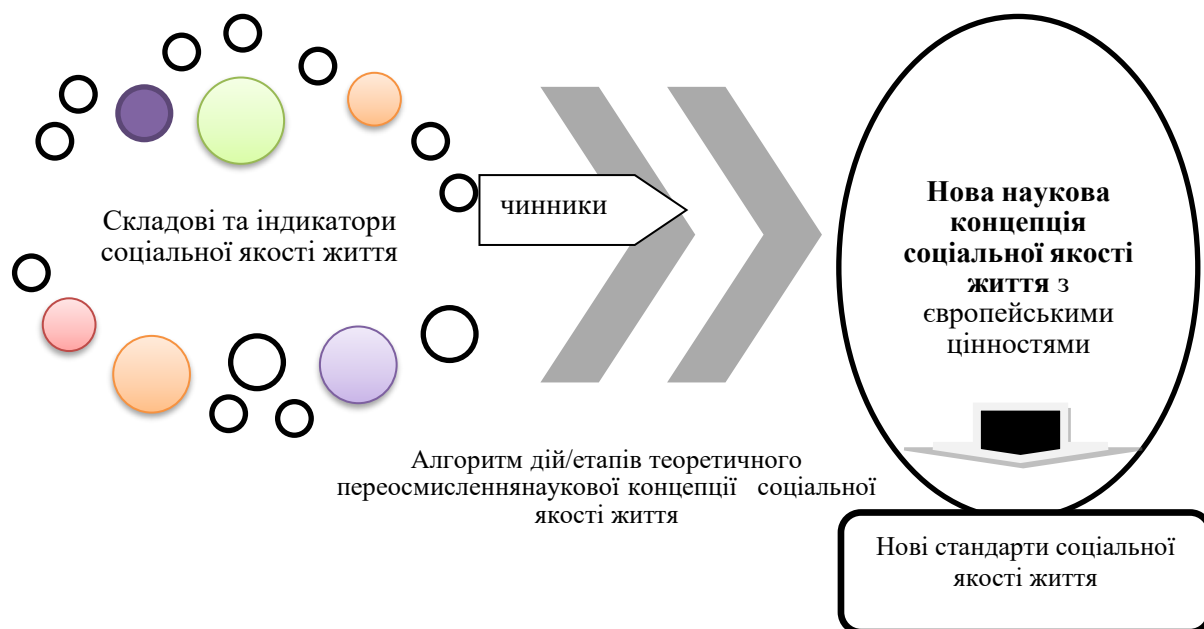 Складові та індикатори
соціальної якості життя
чинники
Нова наукова
концепція
соціальної якості
життя з
європейськими
цінностями
Алгоритм дій/етапів теоретичного
переосмисленнянаукової концепції соціальної
якості життя
Нові стандарти соціальної
якості життя